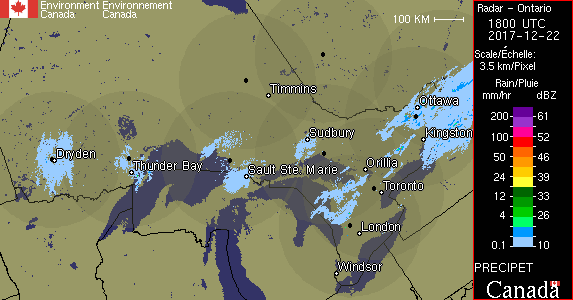 Environment Environnement
Canada Canada
100 KM
Radar - Ontario
1800 UTC
2017-12-22
Scale/Échelle:
3.5 km/Pixel
Rain/Pluie
mm/hr dBZ
200 61
100 52
50 46
24 39
12 33
4 26
1 20
0.1 10
PRECIPET
Canada
Timmins
Ottawa
Sudbury
Kingston
Dryden
Thunder Bay
Sault Ste. Marie
Orillia
Toronto
London
Windsor